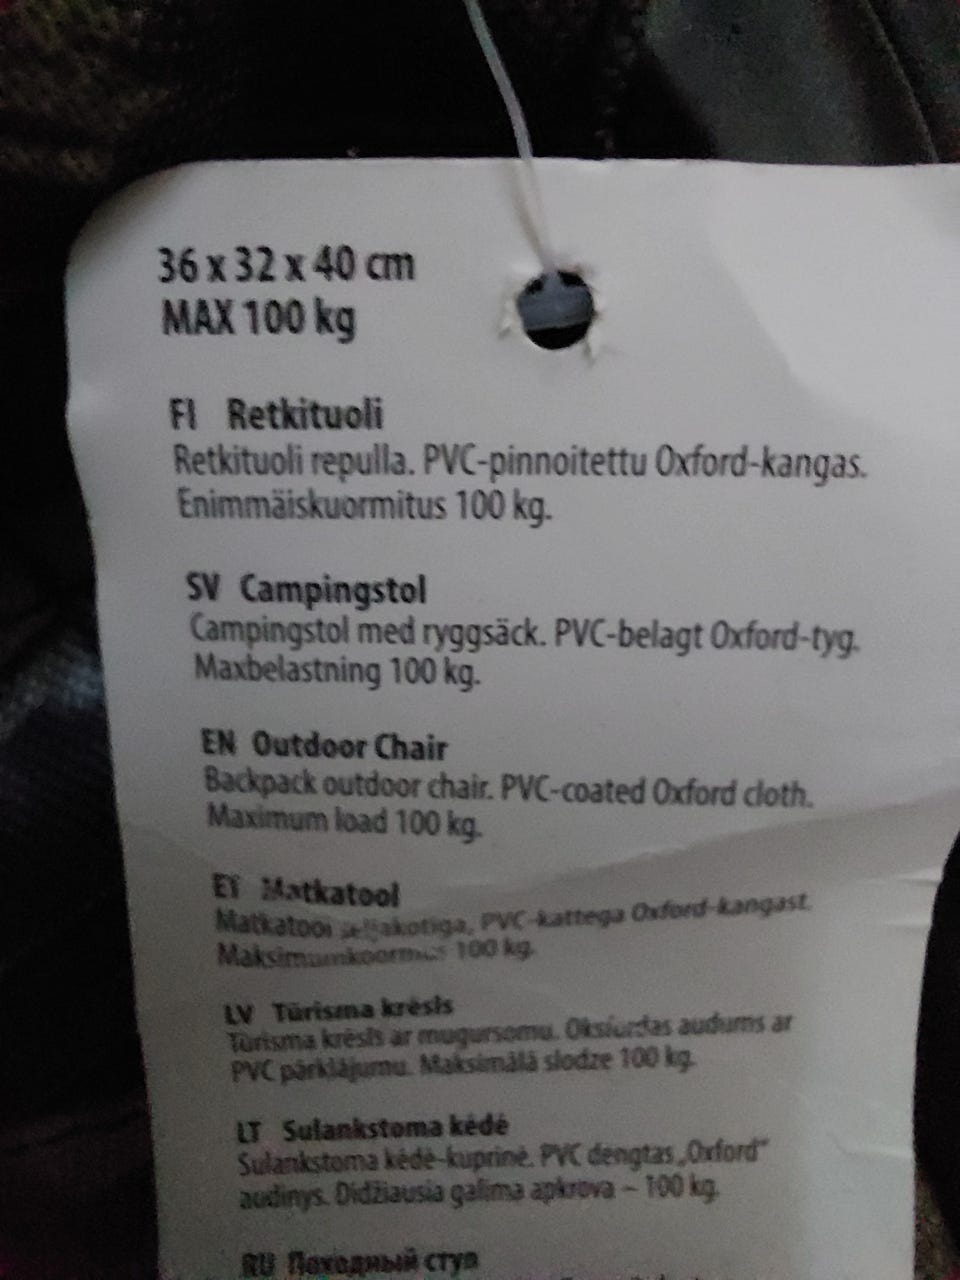 36 x 32 x 40 cm
MAX 100 kg
FI Retkituoli
Retkituoli repulla. PVC-pinnoitettu Oxford-kangas.
Enimmäiskuormitus 100 kg.
SV Campingstol
Campingstol med ryggsäck. PVC-belagt Oxford-tyg.
Maxbelastning 100 kg.
EN Outdoor Chair
Backpack outdoor chair. PVC-coated Oxford cloth.
Maximum load 100 kg.
ET Matkatool
Matkatool seljakotiga, PVC-kattega Oxford-kangast.
Maksimumkoormus 100 kg.
LV Tūrisma krēsls
Tūrisma krēsls ar mugursomu. Oksfordas audums ar
PVC pārklājumu. Maksimālā slodze 100 kg.
LT Sulankstoma kėdė
Sulankstoma kėdė-kuprinė. PVC dengtas „Oxford“
audinys. Didžiausia galima apkrova – 100 kg.
RU Походный стул